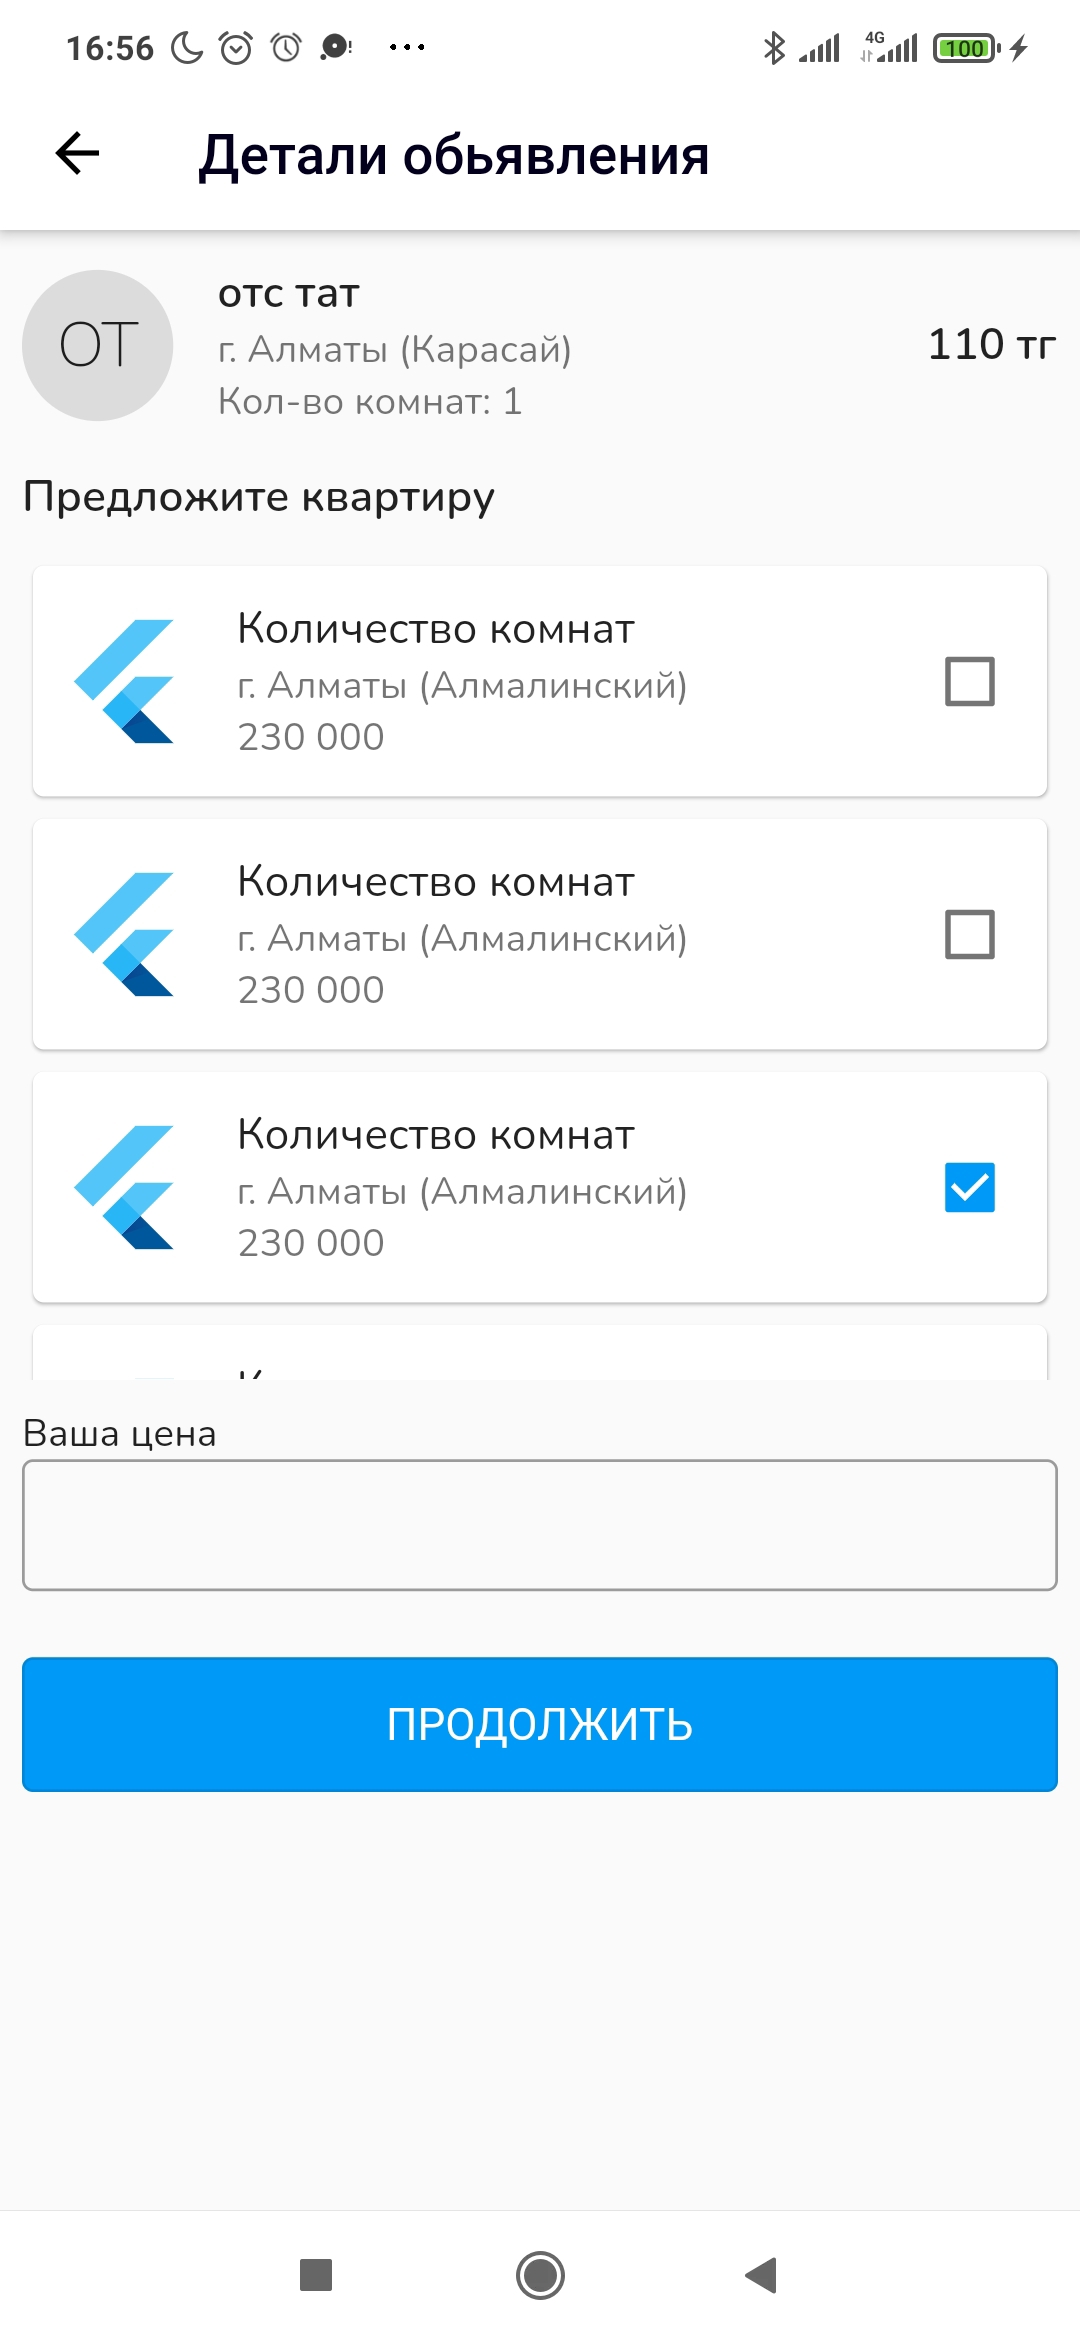 16:56
4G
100
Детали обьявления
ОТ
отс тат
г. Алматы (Карасай)
Кол-во комнат: 1
110 тг
Предложите квартиру
Количество комнат
г. Алматы (Алмалинский)
230 000
Количество комнат
г. Алматы (Алмалинский)
230 000
Количество комнат
г. Алматы (Алмалинский)
230 000
Ваша цена
ПРОДОЛЖИТЬ